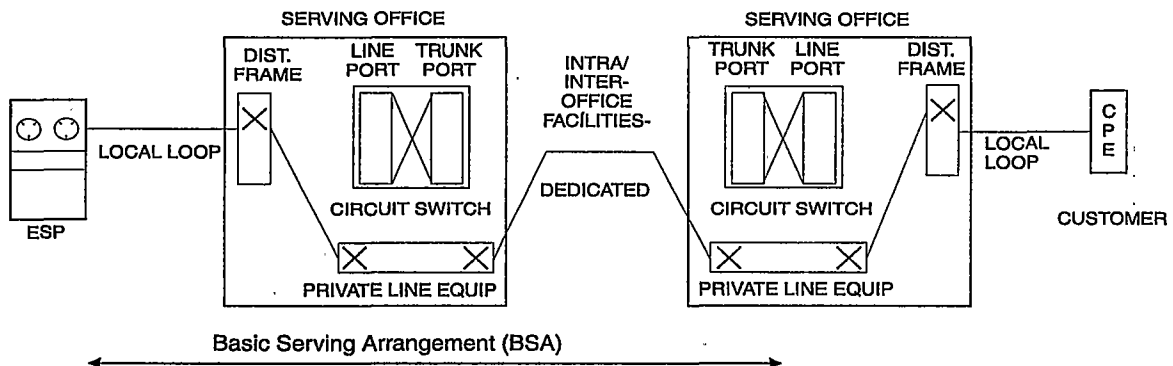 SERVING OFFICE
SERVING OFFICE
DIST.
FRAME
LINE
PORT
TRUNK
PORT
INTRA/
INTER-
OFFICE
FACILITIES-
TRUNK
PORT
LINE
PORT
DIST.
FRAME
LOCAL LOOP
CIRCUIT SWITCH
DEDICATED
CIRCUIT SWITCH
LOCAL
LOOP
C
P
E
ESP
CUSTOMER
PRIVATE LINE EQUIP
PRIVATE LINE EQUIP
Basic Serving Arrangement (BSA)